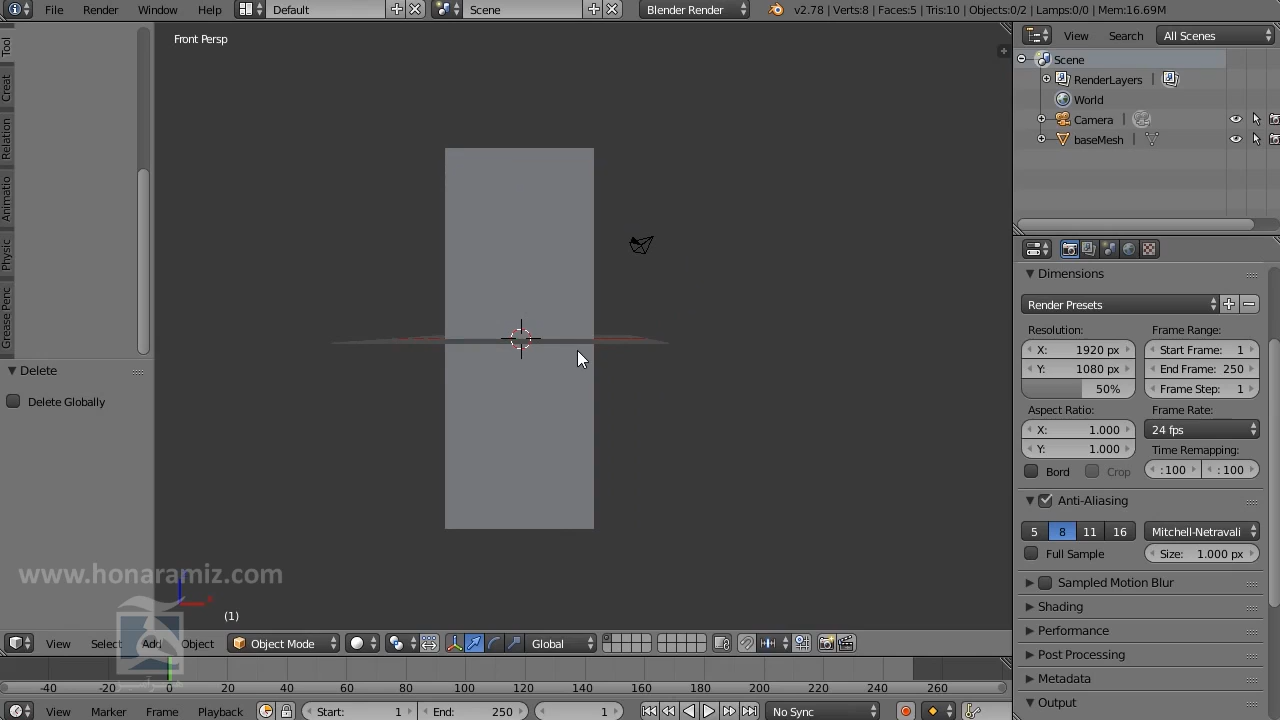 File Render Window Help Default Scene Blender Render v2.78 | Verts:8 | Faces:5 | Tris:10 | Objects:0/2 | Lamps:0/0 | Mem:16.69M
Front Persp
Tool
Creat
Relation
Animatio
Physic
Grease Penc
Delete
Delete Globally
www.honaramiz.com
(1)
View Select Add Object Object Mode Global
-40 -20 0 20 40 60 80 100 120 140 160 180 200 220 240 260
View Marker Frame Playback Start: 1 End: 250 1 No Sync
View Search All Scenes
Scene
RenderLayers |
World
Camera |
baseMesh |
Dimensions
Render Presets
Resolution: Frame Range:
X: 1920 px Start Frame: 1
Y: 1080 px End Frame: 250
50% Frame Step: 1
Aspect Ratio: Frame Rate:
X: 1.000 24 fps
Y: 1.000 Time Remapping:
Bord Crop :100 :100
Anti-Aliasing
5 8 11 16 Mitchell-Netravali
Full Sample Size: 1.000 px
Sampled Motion Blur
Shading
Performance
Post Processing
Metadata
Output